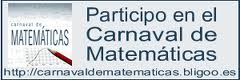 carnaval de
MATEMÁTICAS
Participo en el
Carnaval de
Matemáticas
http://carnavaldematematicas.bligoo.es